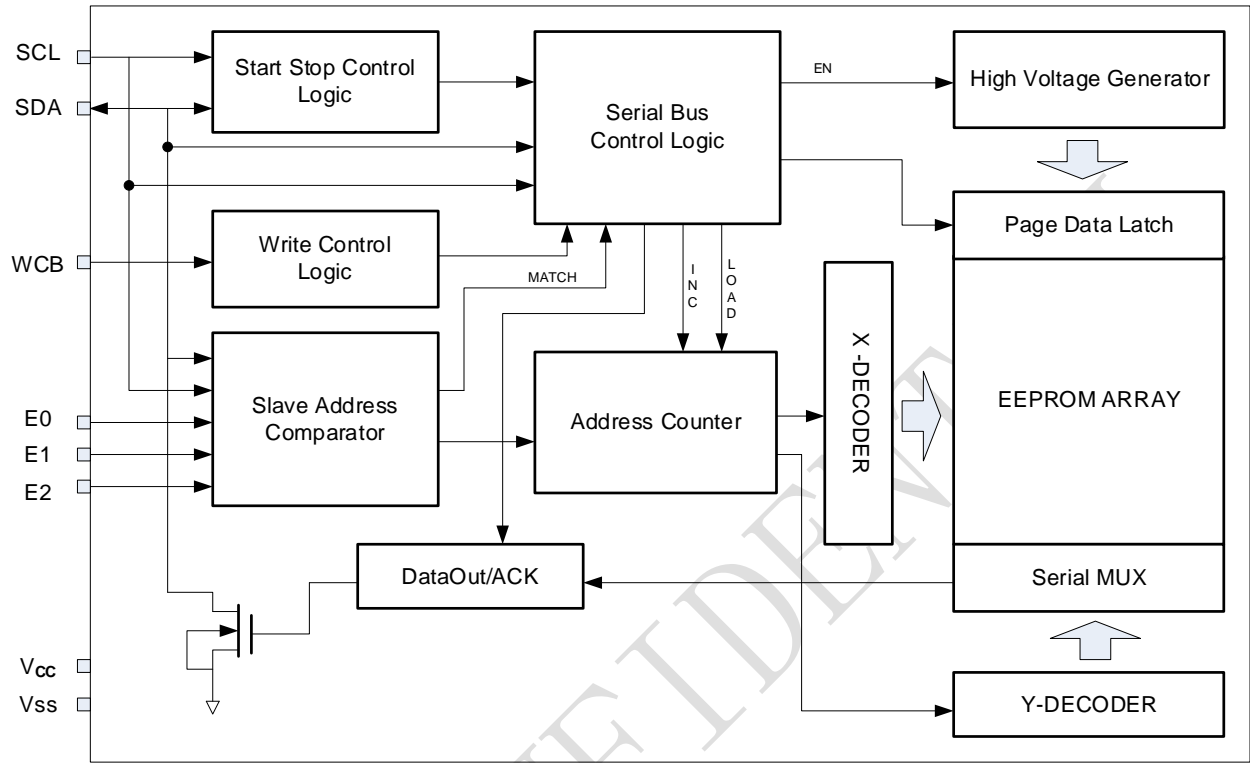 SCL
SDA
WCB
E0
E1
E2
Vcc
Vss
Start Stop Control
Logic
Serial Bus
Control Logic
EN
High Voltage Generator
Page Data Latch
Write Control
Logic
MATCH
INC
LOAD
Slave Address
Comparator
Address Counter
X -DECODER
EEPROM ARRAY
DataOut/ACK
Serial MUX
Y-DECODER